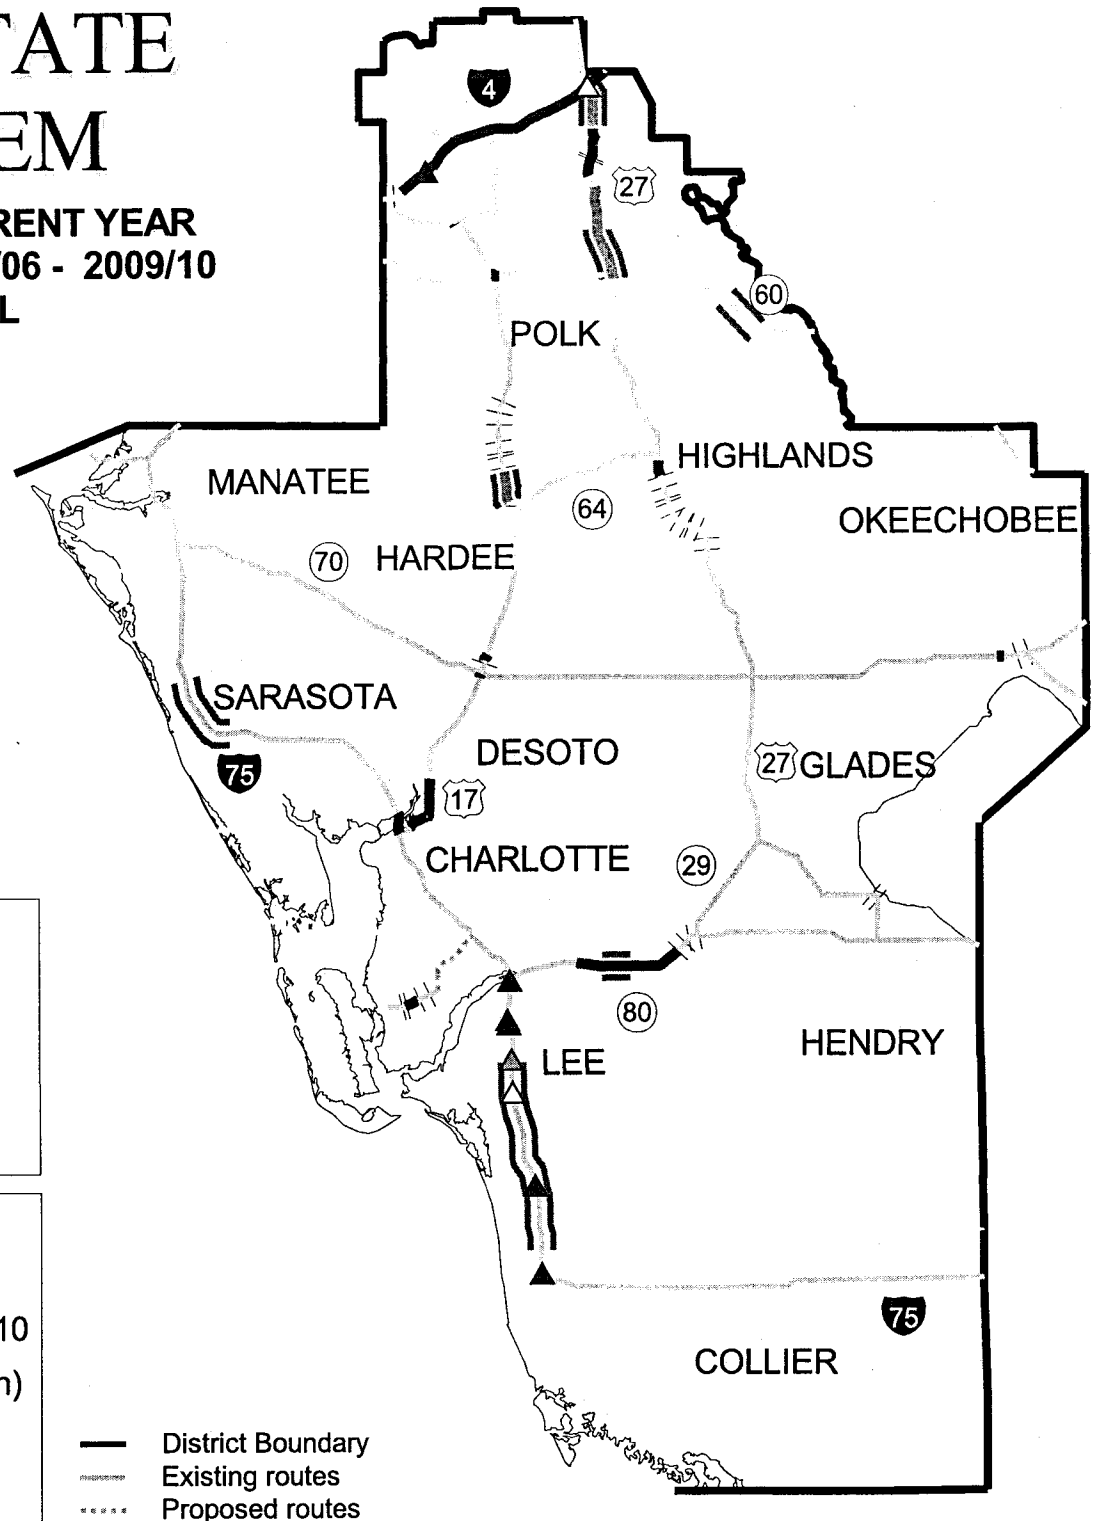 TATE
EM
RENT YEAR
/06 - 2009/10
L
4
27
60
POLK
HIGHLANDS
MANATEE
64
OKEECHOBEE
70
HARDEE
SARASOTA
DESOTO
27
GLADES
75
17
CHARLOTTE
29
80
HENDRY
LEE
75
10
COLLIER
n)
District Boundary
Existing routes
Proposed routes